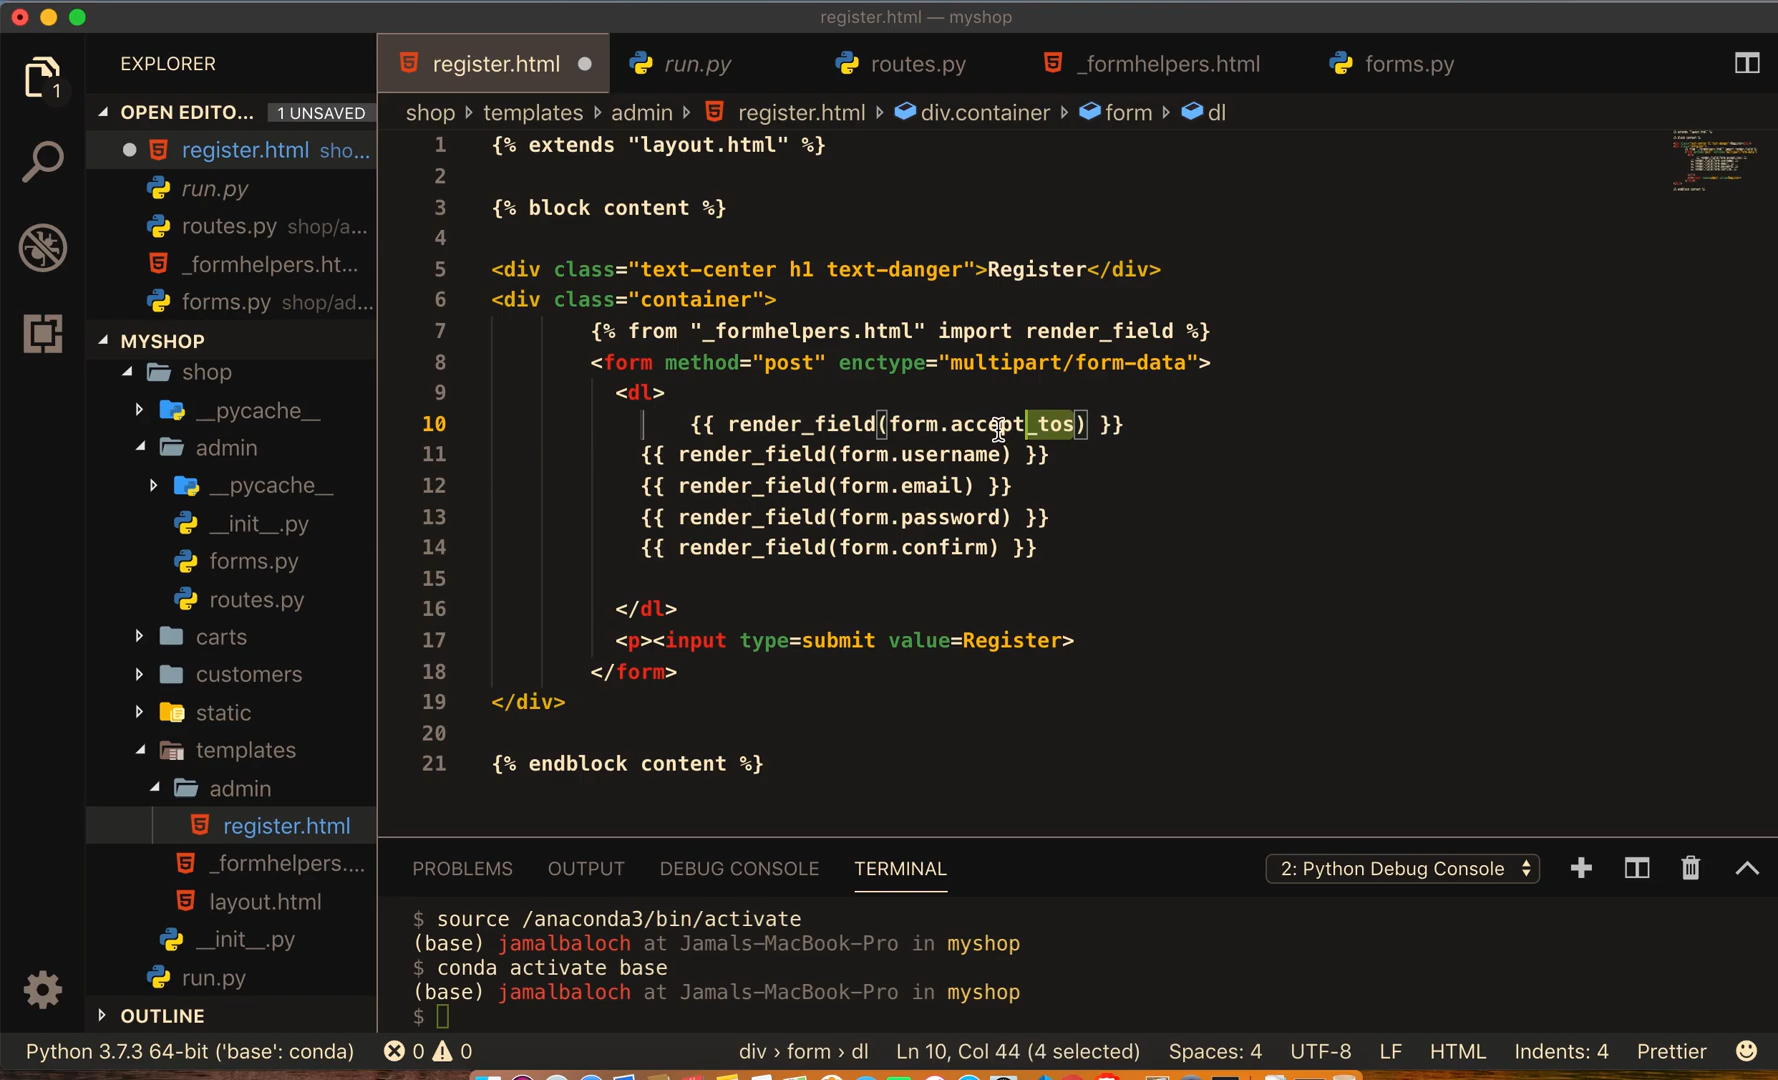 register.html — myshop
EXPLORER
register.html
run.py
routes.py
_formhelpers.html
forms.py
1
OPEN EDITO... 1 UNSAVED
shop templates admin register.html div.container form dl
register.html sho...
run.py
routes.py shop/a...
_formhelpers.ht...
forms.py shop/ad...
MYSHOP
shop
__pycache__
admin
__pycache__
__init__.py
forms.py
routes.py
carts
customers
static
templates
admin
register.html
_formhelpers....
layout.html
__init__.py
run.py
OUTLINE
1 {% extends "layout.html" %}
2
3 {% block content %}
4
5 <div class="text-center h1 text-danger">Register</div>
6 <div class="container">
7 {% from "_formhelpers.html" import render_field %}
8 <form method="post" enctype="multipart/form-data">
9 <dl>
10 {{ render_field(form.accept_tos) }}
11 {{ render_field(form.username) }}
12 {{ render_field(form.email) }}
13 {{ render_field(form.password) }}
14 {{ render_field(form.confirm) }}
15
16 </dl>
17 <p><input type=submit value=Register>
18 </form>
19 </div>
20
21 {% endblock content %}
PROBLEMS OUTPUT DEBUG CONSOLE TERMINAL 2: Python Debug Console
$ source /anaconda3/bin/activate
(base) jamalbaloch at Jamals-MacBook-Pro in myshop
$ conda activate base
(base) jamalbaloch at Jamals-MacBook-Pro in myshop
$
Python 3.7.3 64-bit ('base': conda) 0 0 div › form › dl Ln 10, Col 44 (4 selected) Spaces: 4 UTF-8 LF HTML Indents: 4 Prettier